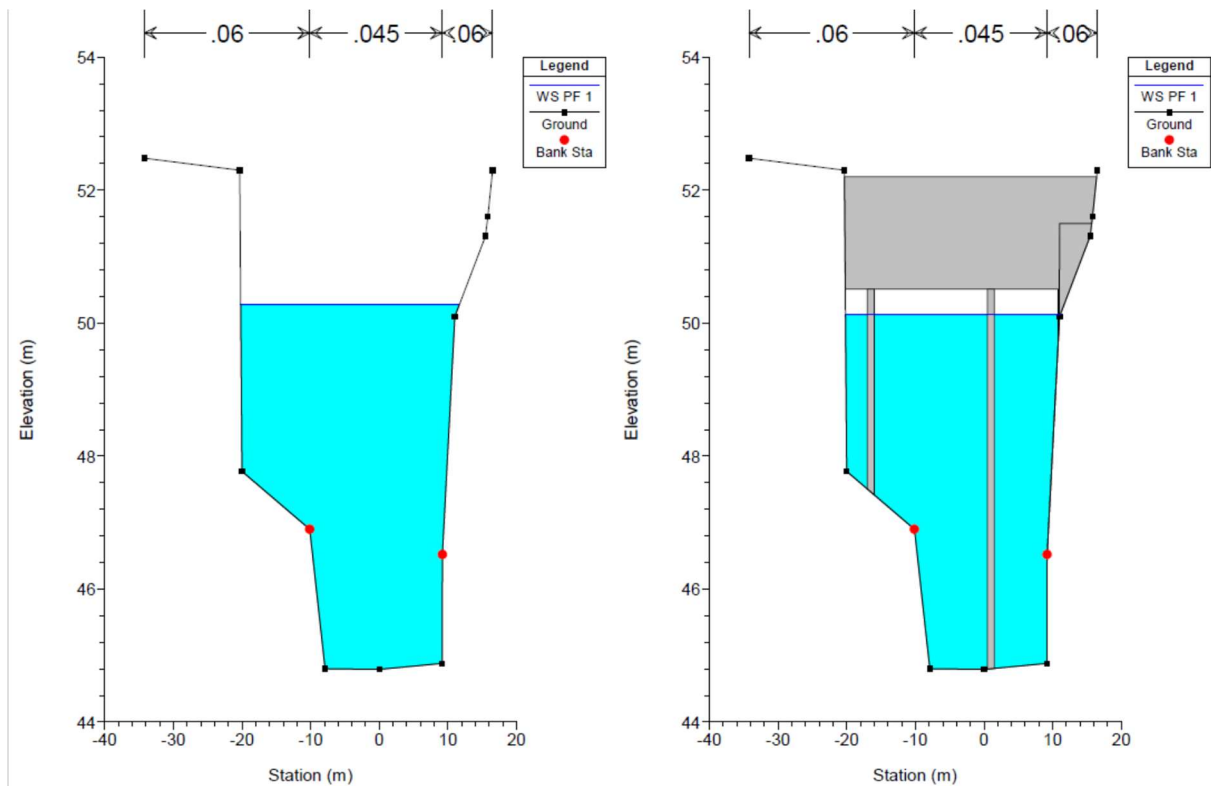 .06 .045 .06
54
52
50
48
46
44
-40 -30 -20 -10 0 10 20
Elevation (m)
Station (m)
Legend
WS PF 1
Ground
Bank Sta
.06 .045 .06
54
52
50
48
46
44
-40 -30 -20 -10 0 10 20
Elevation (m)
Station (m)
Legend
WS PF 1
Ground
Bank Sta